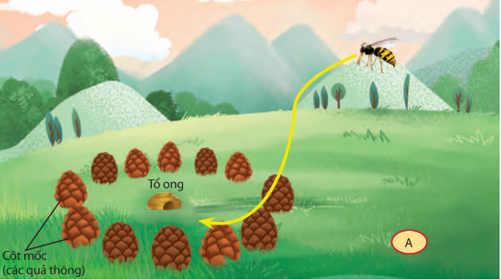 Tổ ong
Cột mốc
(các quả thông)
A